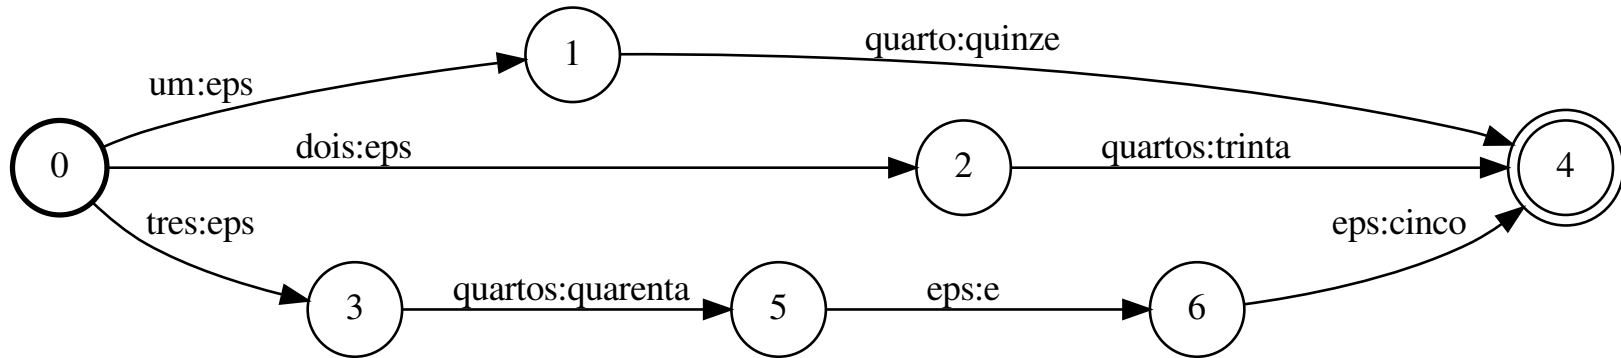 1
quarto:quinze
um:eps
0
dois:eps
2
quartos:trinta
4
tres:eps
eps:cinco
3
quartos:quarenta
5
eps:e
6